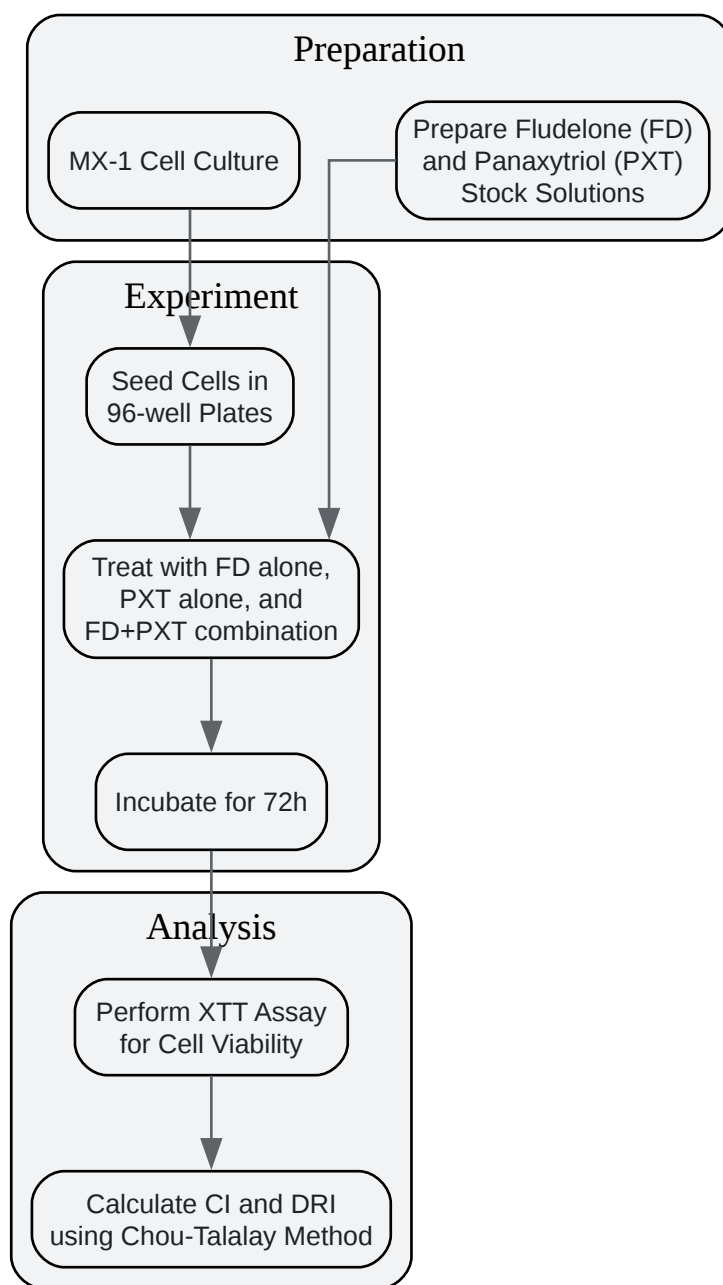 Preparation
MX-1 Cell Culture
Prepare Fludelone (FD)
and Panaxytriol (PXT)
Stock Solutions
Experiment
Seed Cells in
96-well Plates
Treat with FD alone,
PXT alone, and
FD+PXT combination
Incubate for 72h
Analysis
Perform XTT Assay
for Cell Viability
Calculate CI and DRI
using Chou-Talalay Method